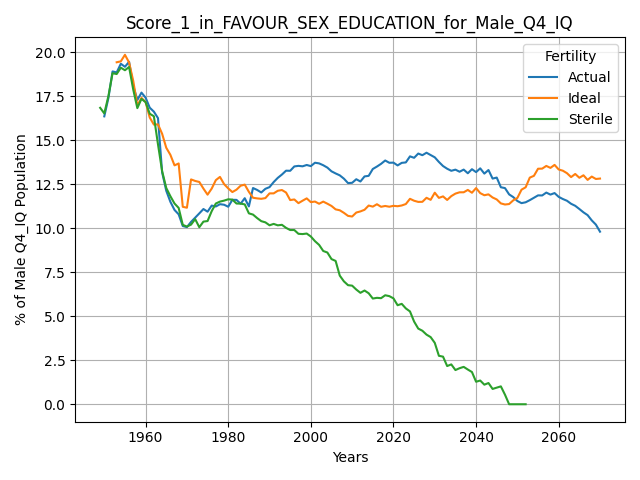 Score_1_in_FAVOUR_SEX_EDUCATION_for_Male_Q4_IQ
% of Male Q4_IQ Population
20.0
17.5
15.0
12.5
10.0
7.5
5.0
2.5
0.0
Fertility
Actual
Ideal
Sterile
1960 1980 2000 2020 2040 2060
Years